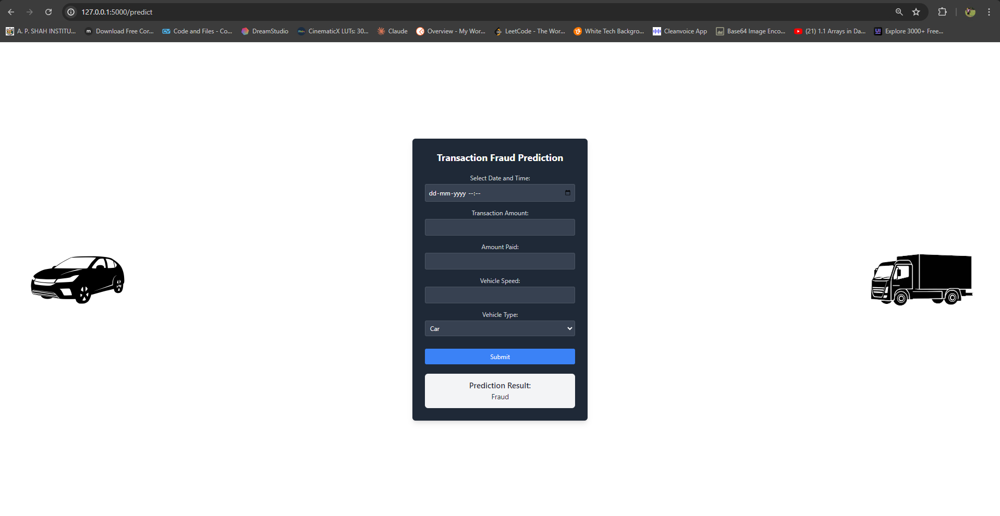 127.0.0.1:5000/predict
A. P. SHAH INSTITU... m Download Free Cor... CV Code and Files - Co... DreamStudio CinematicX LUTs: 30... Claude Overview - My Wor... LeetCode - The Wor... White Tech Backgro... Cleanvoice App Base64 Image Enco... (21) 1.1 Arrays in Da... UI Explore 3000+ Free...
Transaction Fraud Prediction
Select Date and Time:
dd-mm-yyyy --:--
Transaction Amount:
Amount Paid:
Vehicle Speed:
Vehicle Type:
Car
Submit
Prediction Result:
Fraud